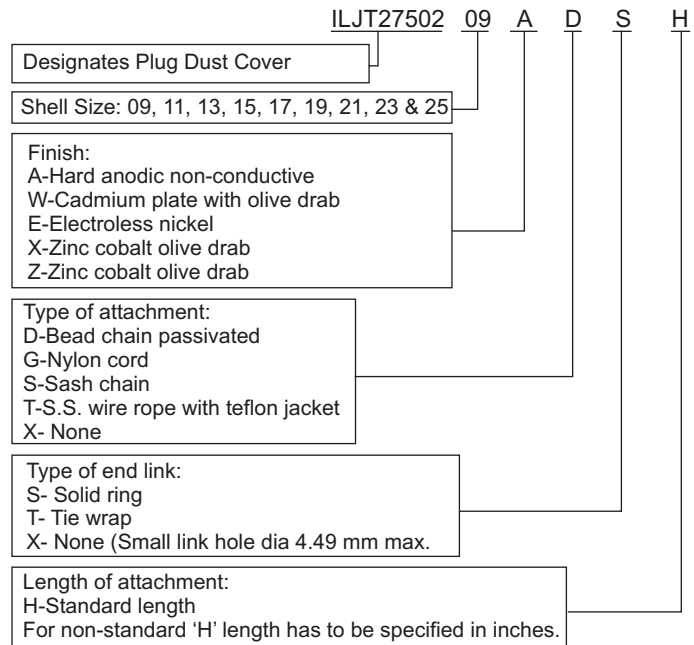 ILJT27502 09 A D S H
Designates Plug Dust Cover
Shell Size: 09, 11, 13, 15, 17, 19, 21, 23 & 25
Finish:
A-Hard anodic non-conductive
W-Cadmium plate with olive drab
E-Electroless nickel
X-Zinc cobalt olive drab
Z-Zinc cobalt olive drab
Type of attachment:
D-Bead chain passivated
G-Nylon cord
S-Sash chain
T-S.S. wire rope with teflon jacket
X- None
Type of end link:
S- Solid ring
T- Tie wrap
X- None (Small link hole dia 4.49 mm max.
Length of attachment:
H-Standard length
For non-standard ‘H’ length has to be specified in inches.